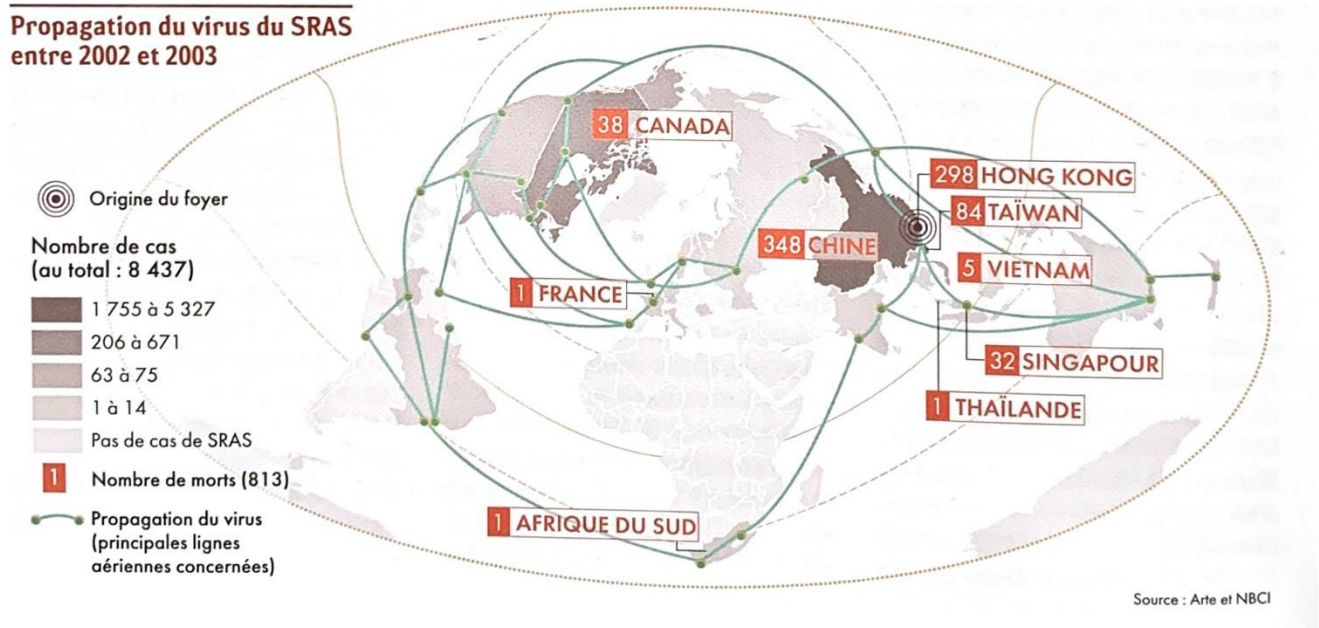 Propagation du virus du SRAS
entre 2002 et 2003
Origine du foyer
Nombre de cas
(au total : 8 437)
1 755 à 5 327
206 à 671
63 à 75
1 à 14
Pas de cas de SRAS
1 Nombre de morts (813)
Propagation du virus
(principales lignes
aériennes concernées)
38 CANADA
298 HONG KONG
84 TAÏWAN
348 CHINE
5 VIETNAM
1 FRANCE
32 SINGAPOUR
1 THAÏLANDE
1 AFRIQUE DU SUD
Source : Arte et NBCI